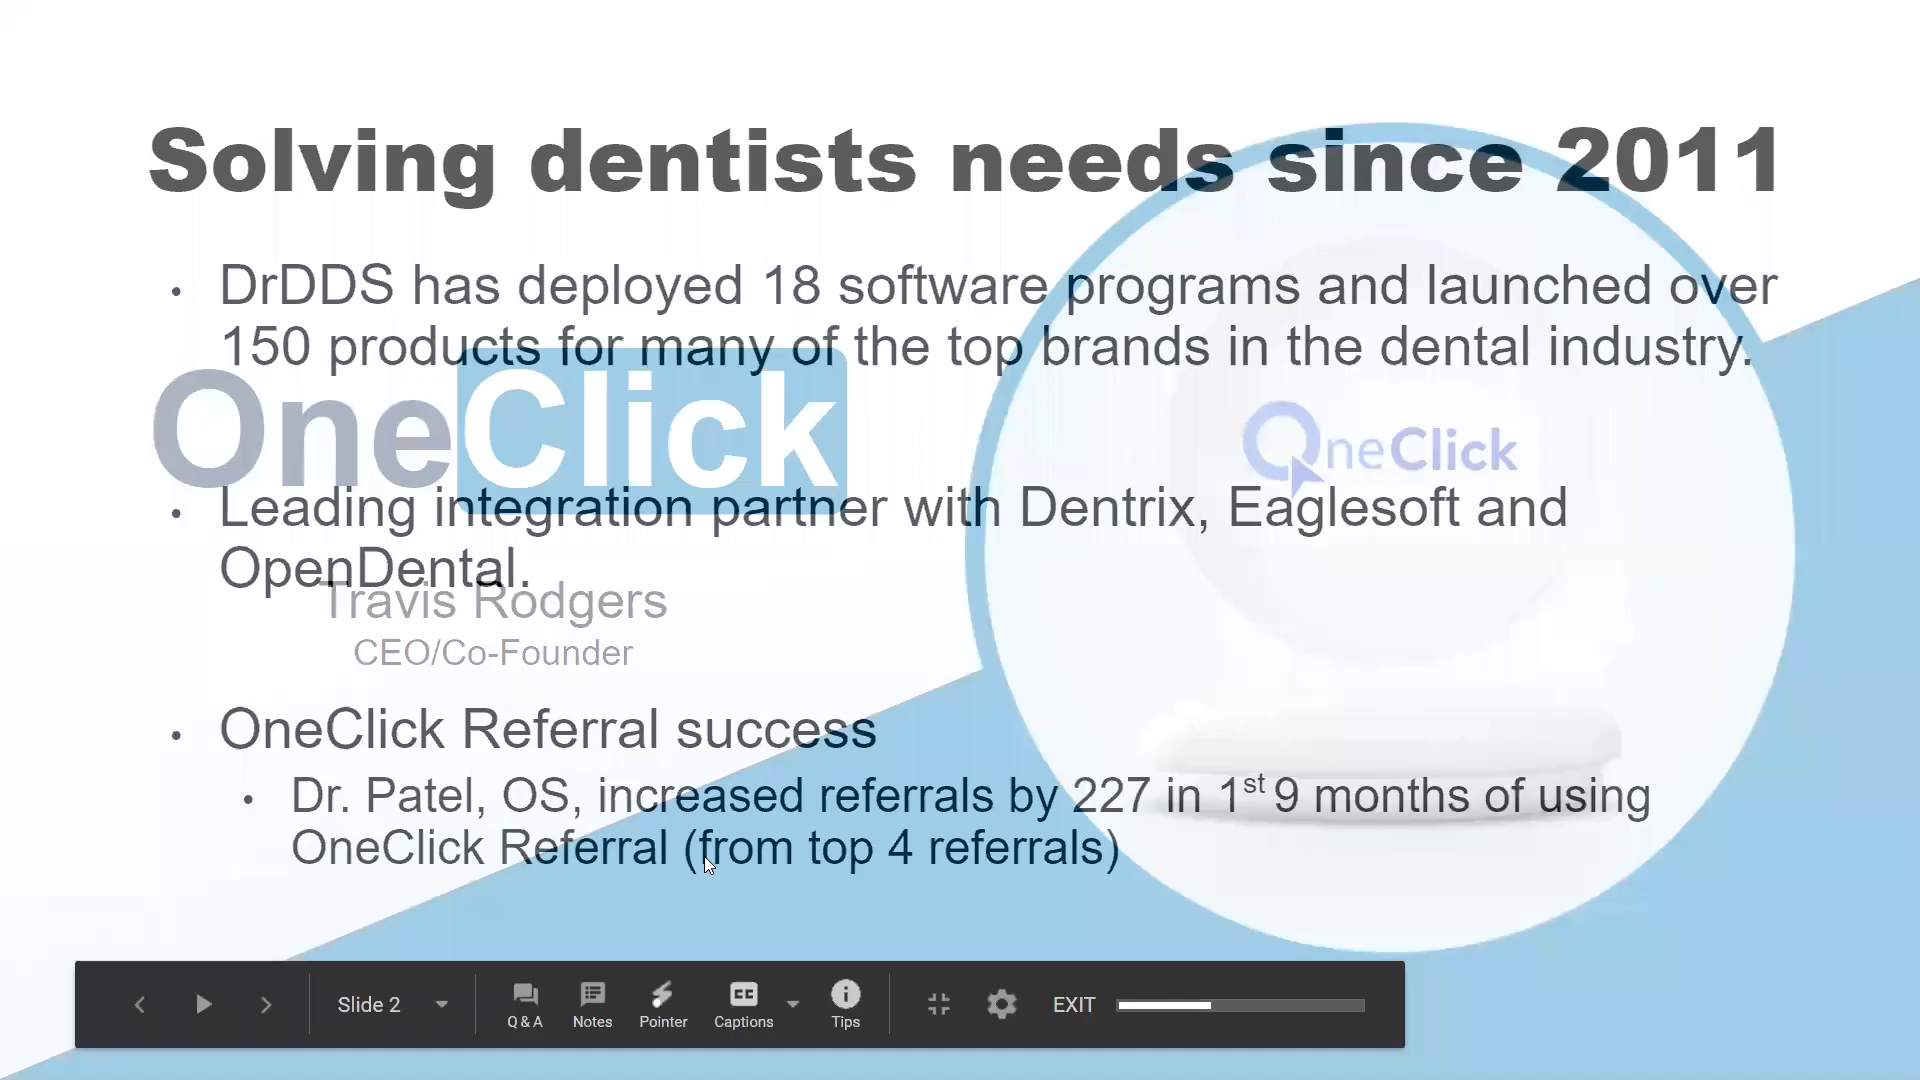 Solving dentists needs since 2011
• DrDDS has deployed 18 software programs and launched over
150 products for many of the top brands in the dental industry.
OneClick
OneClick
• Leading integration partner with Dentrix, Eaglesoft and
OpenDental.
Travis Rodgers
CEO/Co-Founder
• OneClick Referral success
• Dr. Patel, OS, increased referrals by 227 in 1st 9 months of using
OneClick Referral (from top 4 referrals)
Slide 2
Q & A
Notes
Pointer
CC
Captions
Tips
EXIT